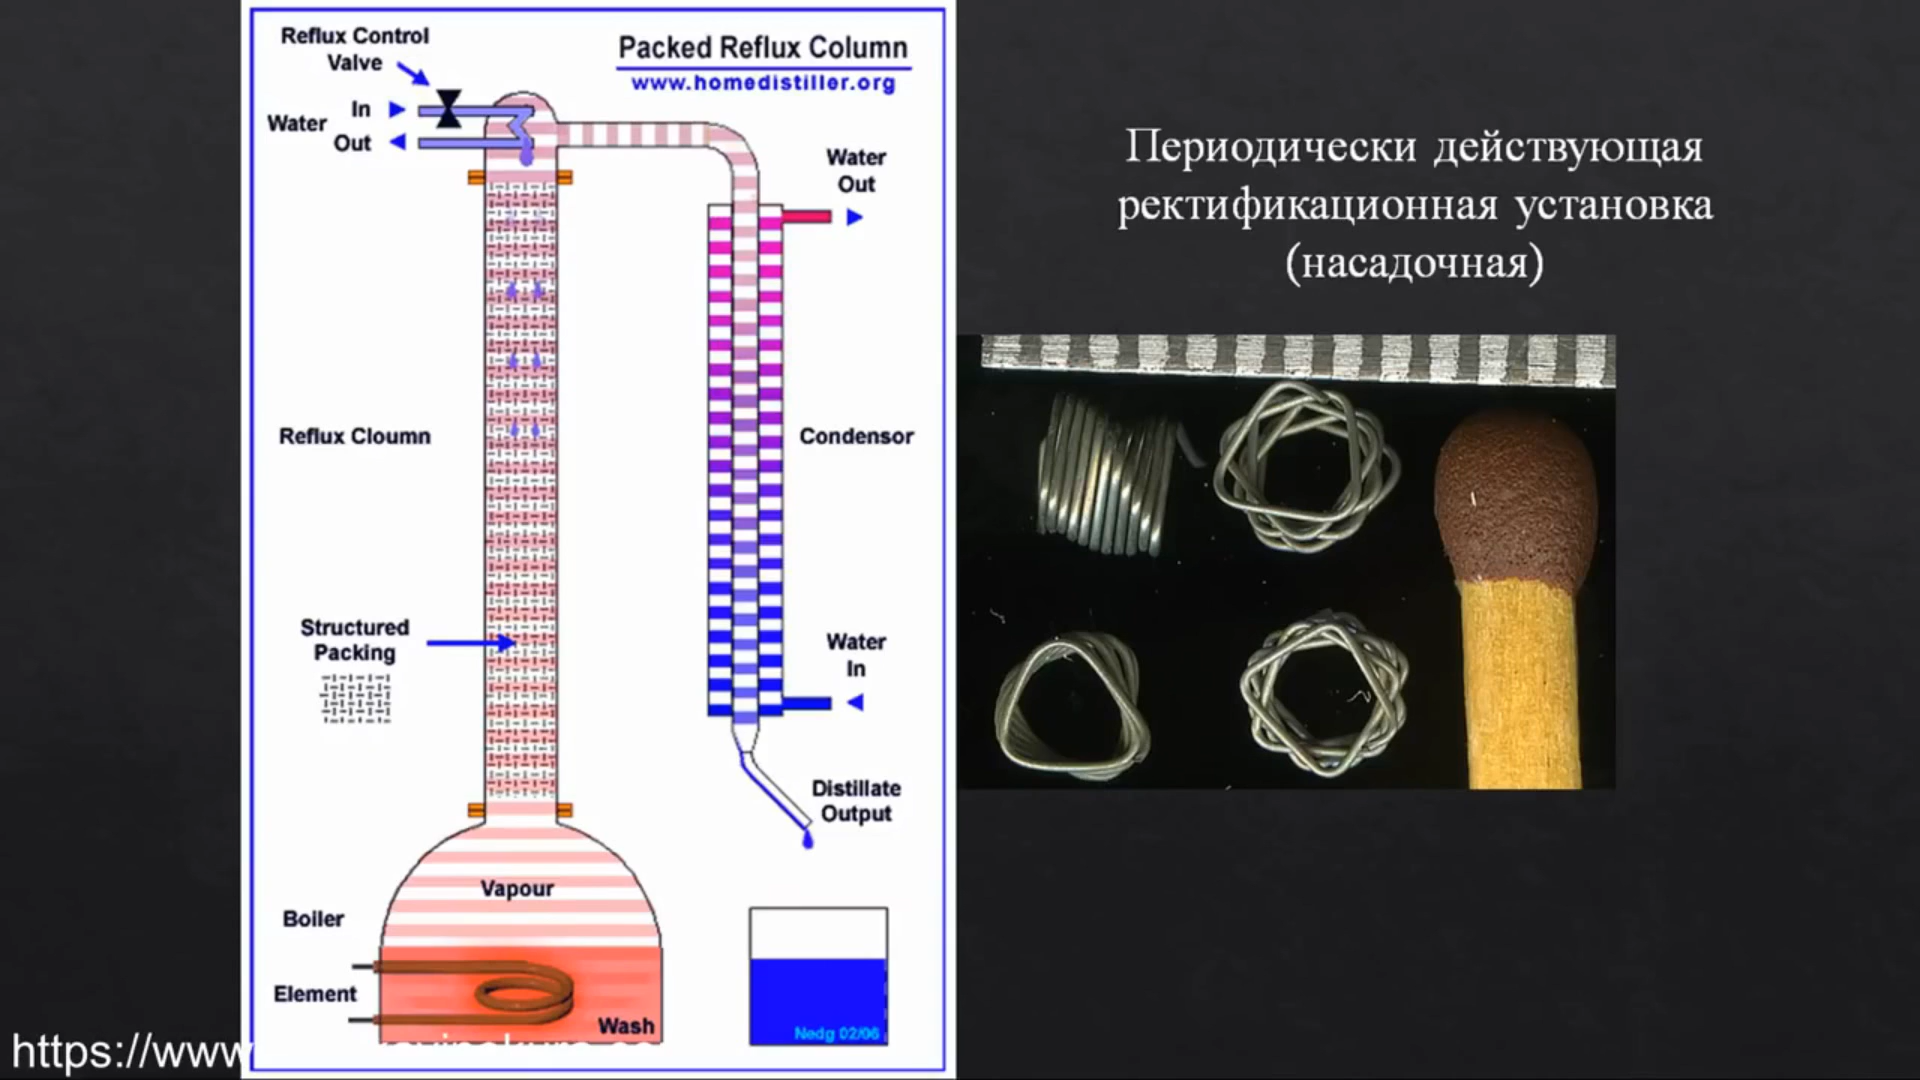 Reflux Control
Valve
In
Water
Out
Packed Reflux Column
www.homedistiller.org
Water
Out
Reflux Cloumn
Condensor
Structured
Packing
Water
In
Distillate
Output
Vapour
Boiler
Element
Wash
Nedg 02/06
Периодически действующая
ректификационная установка
(насадочная)
https://www